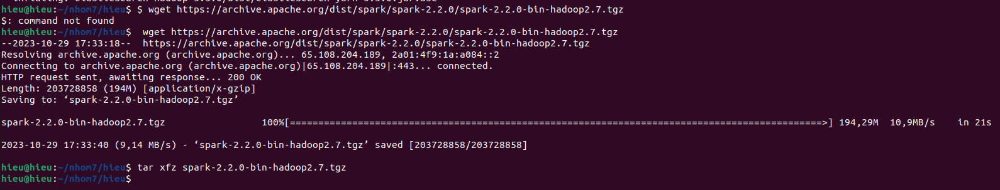 hieu@hieu:~/nhom7/hieu$ $ wget https://archive.apache.org/dist/spark/spark-2.2.0/spark-2.2.0-bin-hadoop2.7.tgz
$: command not found
hieu@hieu:~/nhom7/hieu$  wget https://archive.apache.org/dist/spark/spark-2.2.0/spark-2.2.0-bin-hadoop2.7.tgz
--2023-10-29 17:33:18--  https://archive.apache.org/dist/spark/spark-2.2.0/spark-2.2.0-bin-hadoop2.7.tgz
Resolving archive.apache.org (archive.apache.org)... 65.108.204.189, 2a01:4f9:1a:a084::2
Connecting to archive.apache.org (archive.apache.org)|65.108.204.189|:443... connected.
HTTP request sent, awaiting response... 200 OK
Length: 203728858 (194M) [application/x-gzip]
Saving to: ‘spark-2.2.0-bin-hadoop2.7.tgz’
spark-2.2.0-bin-hadoop2.7.tgz 100%[==============================================================================================>] 194,29M  10,9MB/s    in 21s
2023-10-29 17:33:40 (9,14 MB/s) - ‘spark-2.2.0-bin-hadoop2.7.tgz’ saved [203728858/203728858]
hieu@hieu:~/nhom7/hieu$ tar xfz spark-2.2.0-bin-hadoop2.7.tgz
hieu@hieu:~/nhom7/hieu$